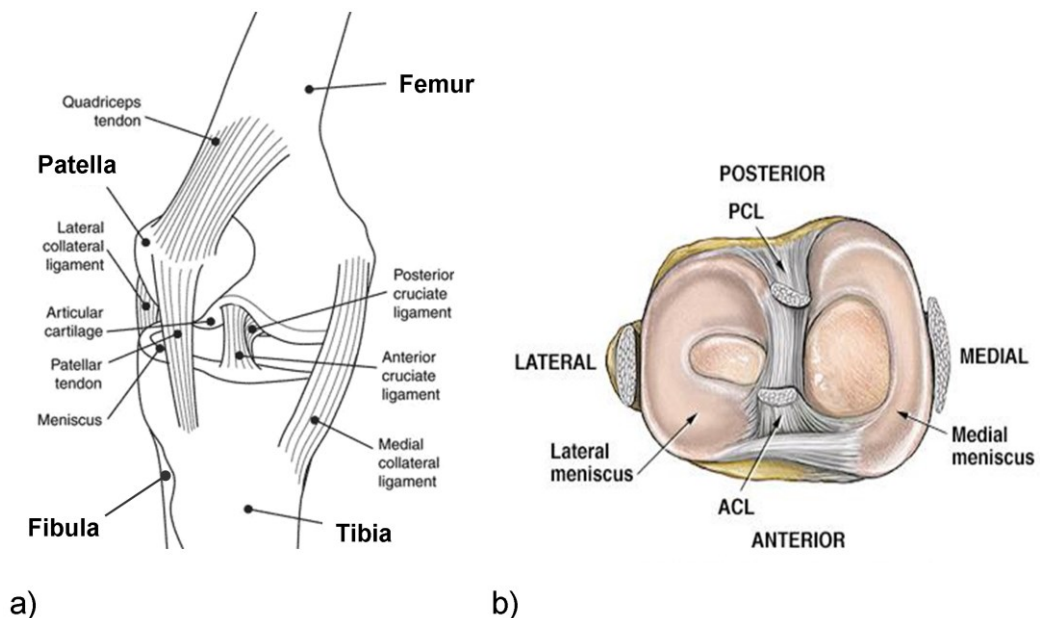 Femur
Quadriceps
tendon
Patella
Lateral
collateral
ligament
Articular
cartilage
Patellar
tendon
Meniscus
Fibula
Posterior
cruciate
ligament
Anterior
cruciate
ligament
Medial
collateral
ligament
Tibia
a)
POSTERIOR
PCL
LATERAL
MEDIAL
Lateral
meniscus
Medial
meniscus
ACL
ANTERIOR
b)